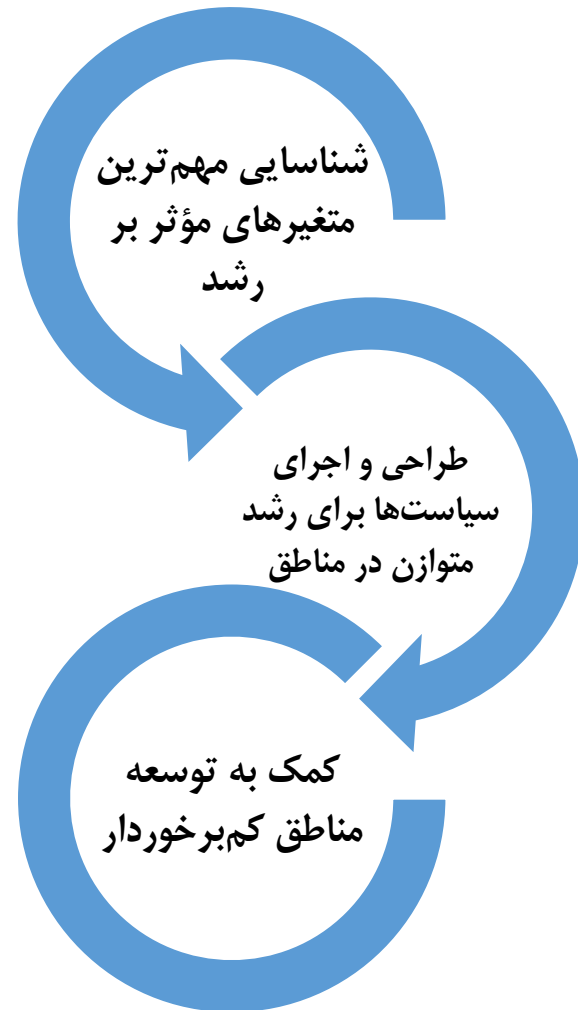 شناسایی مهم‌ترین
متغیرهای مؤثر بر
رشد
طراحی و اجرای
سیاست‌ها برای رشد
متوازن در مناطق
کمک به توسعه
مناطق کم‌برخوردار